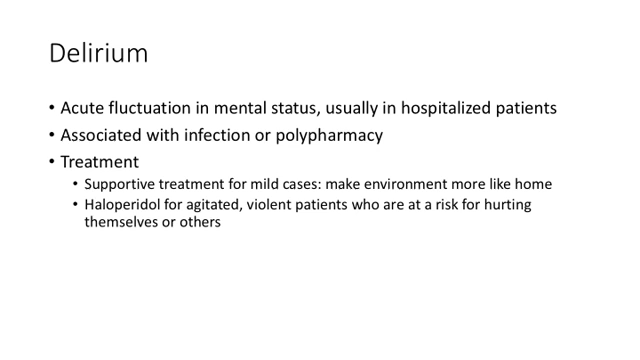 Delirium
• Acute fluctuation in mental status, usually in hospitalized patients
• Associated with infection or polypharmacy
• Treatment
• Supportive treatment for mild cases: make environment more like home
• Haloperidol for agitated, violent patients who are at a risk for hurting
themselves or others